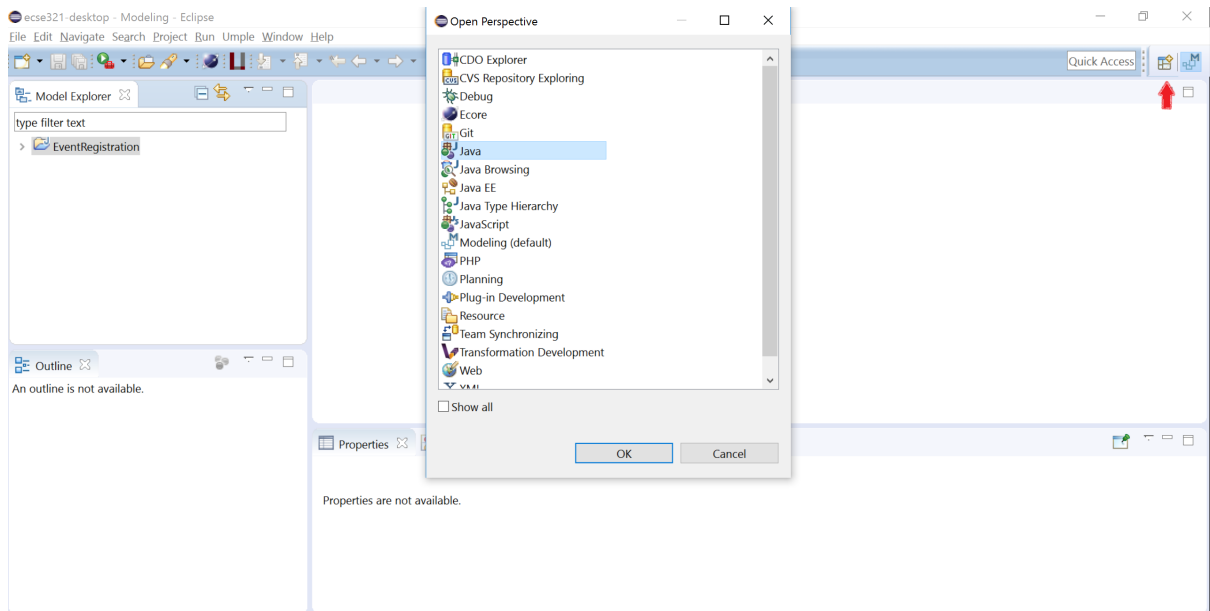 ecse321-desktop - Modeling - Eclipse
File Edit Navigate Search Project Run Umple Window Help
Quick Access
Model Explorer
type filter text
EventRegistration
Outline
An outline is not available.
Properties
Properties are not available.
Open Perspective
CDO Explorer
CVS Repository Exploring
Debug
Ecore
Git
Java
Java Browsing
Java EE
Java Type Hierarchy
JavaScript
Modeling (default)
PHP
Planning
Plug-in Development
Resource
Team Synchronizing
Transformation Development
Web
XML
Show all
OK Cancel